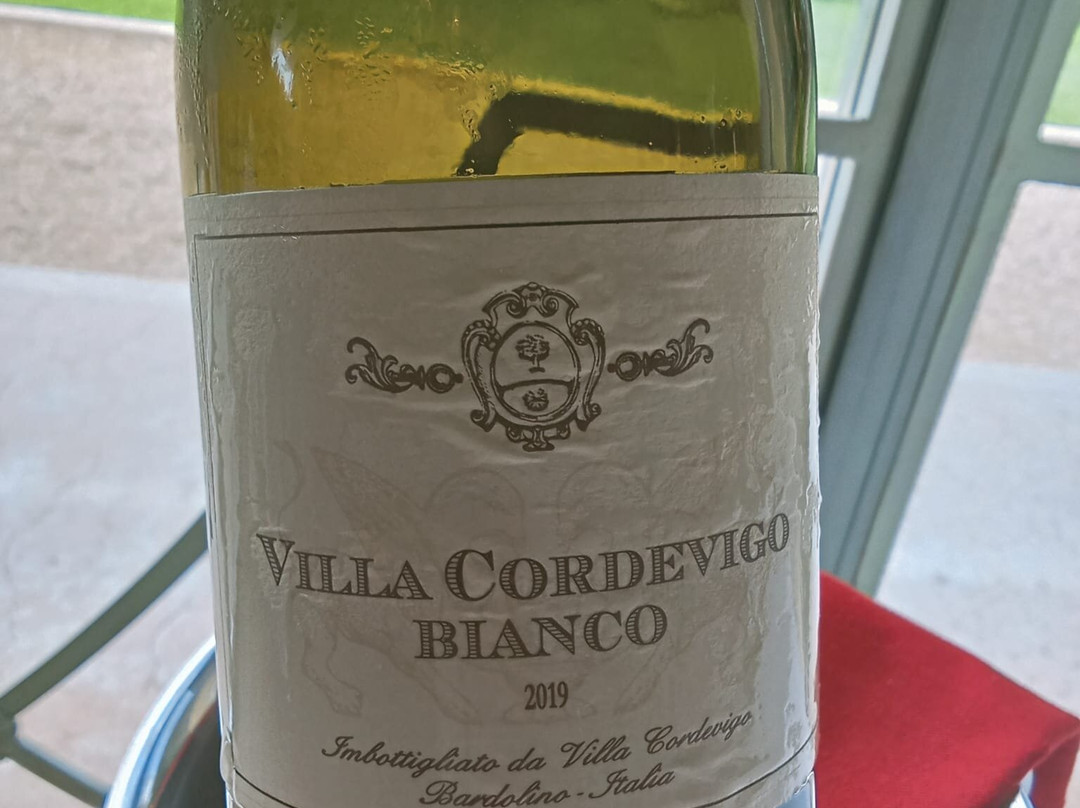 VILLA CORDEVIGO
BIANCO
2019
Imbottigliato da Villa Cordevigo
Bardolino - Italia